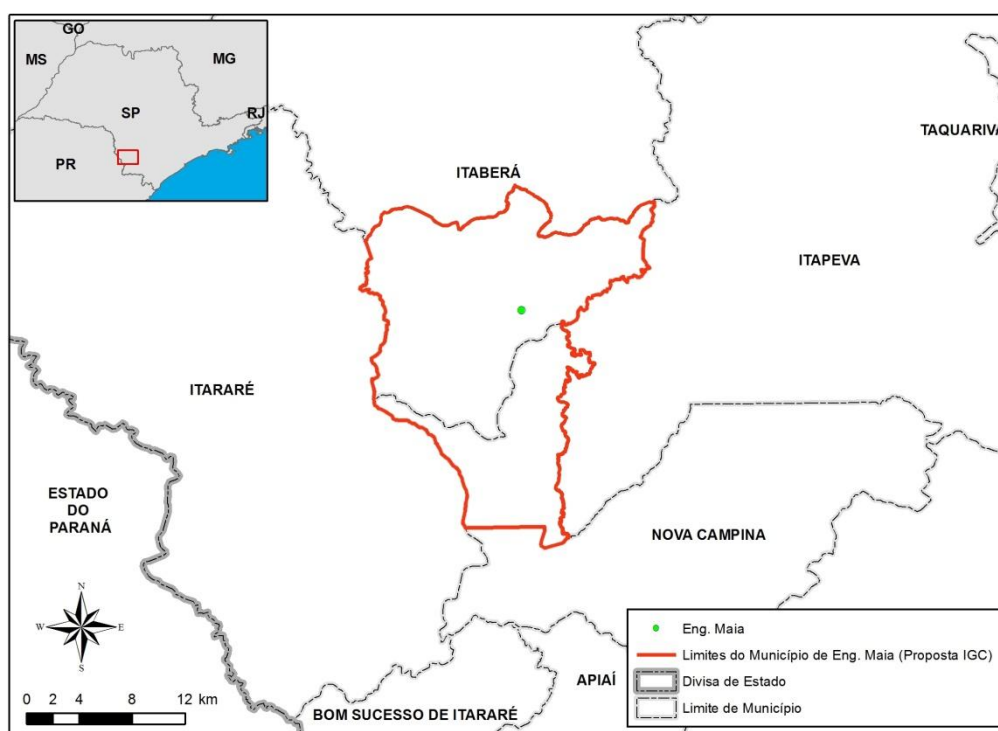 GO
MS
MG
SP
RJ
PR
ITABERÁ
TAQUARIVA
ITAPEVA
ITARARÉ
ESTADO
DO
PARANÁ
NOVA CAMPINA
N
W E
S
APIAÍ
BOM SUCESSO DE ITARARÉ
0 2 4 8 12 km
Eng. Maia
Limites do Município de Eng. Maia (Proposta IGC)
Divisa de Estado
Limite de Município